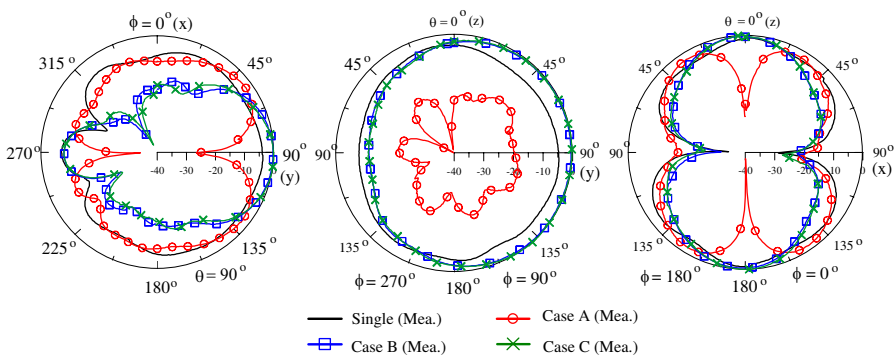 ϕ = 0° (x)
315°
45°
270°
-40 -30 -20 -10
90°
(y)
225°
135°
180°
θ = 90°
θ = 0° (z)
45°
45°
90°
-40 -30 -20 -10
90°
(y)
135°
135°
ϕ = 270°
180°
ϕ = 90°
θ = 0° (z)
45°
45°
90°
-40 -30 -20 -10 0
90°
(x)
135°
135°
ϕ = 180°
180°
ϕ = 0°
Single (Mea.)
Case A (Mea.)
Case B (Mea.)
Case C (Mea.)